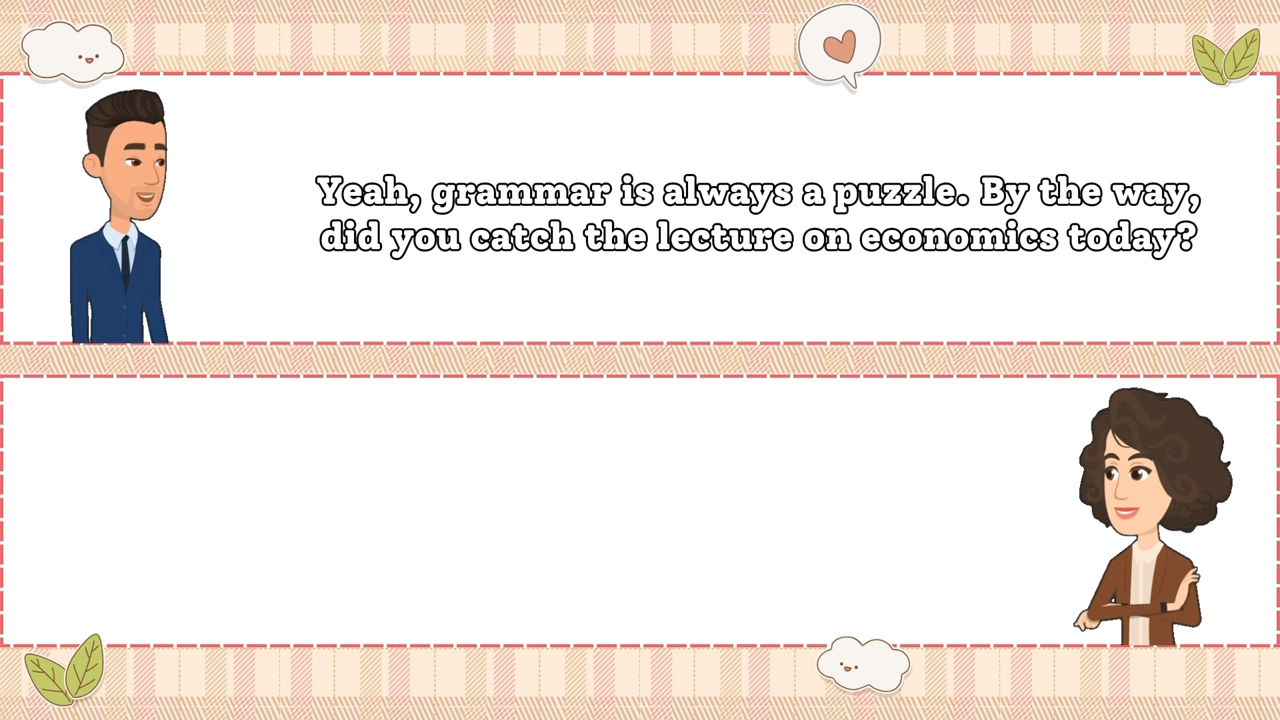 Yeah, grammar is always a puzzle. By the way,
did you catch the lecture on economics today?